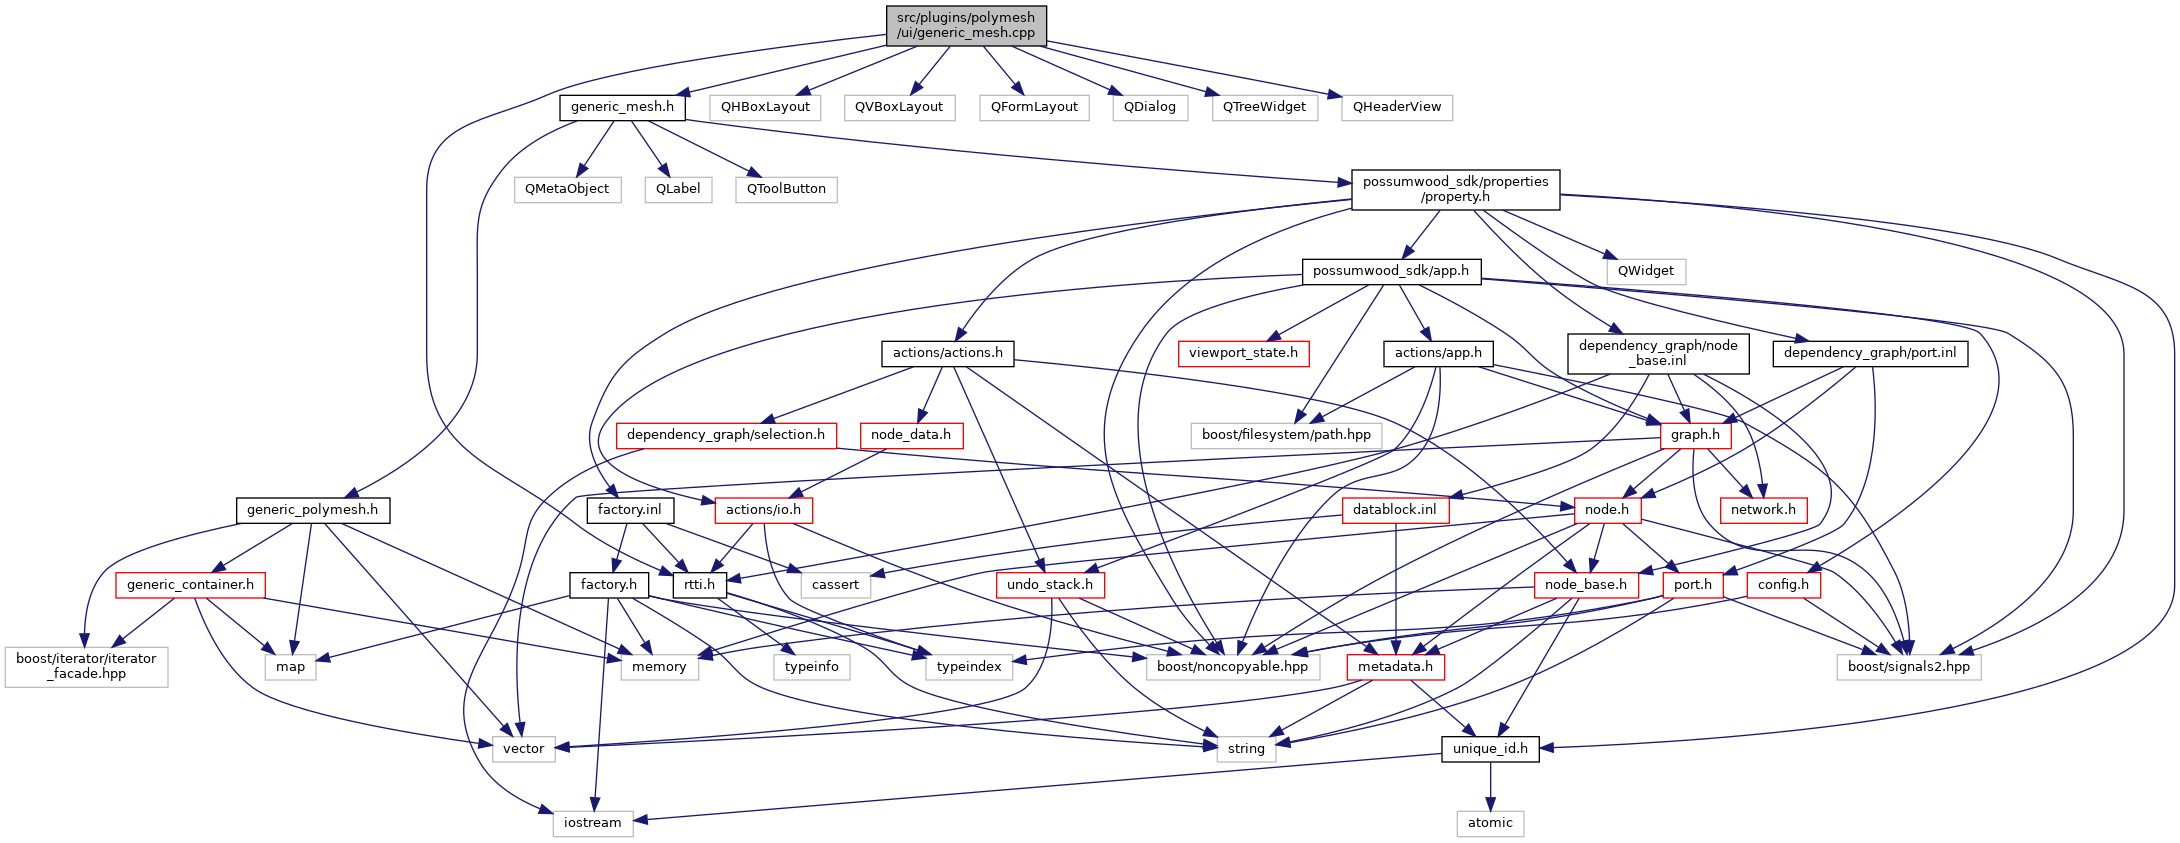 src/plugins/polymesh
/ui/generic_mesh.cpp
generic_mesh.h
QHBoxLayout
QVBoxLayout
QFormLayout
QDialog
QTreeWidget
QHeaderView
QMetaObject
QLabel
QToolButton
possumwood_sdk/properties
/property.h
possumwood_sdk/app.h
QWidget
actions/actions.h
viewport_state.h
actions/app.h
dependency_graph/node
_base.inl
dependency_graph/port.inl
dependency_graph/selection.h
node_data.h
boost/filesystem/path.hpp
graph.h
generic_polymesh.h
factory.inl
actions/io.h
datablock.inl
node.h
network.h
generic_container.h
factory.h
rtti.h
cassert
undo_stack.h
node_base.h
port.h
config.h
boost/iterator/iterator
_facade.hpp
map
memory
typeinfo
typeindex
boost/noncopyable.hpp
metadata.h
boost/signals2.hpp
vector
string
unique_id.h
iostream
atomic